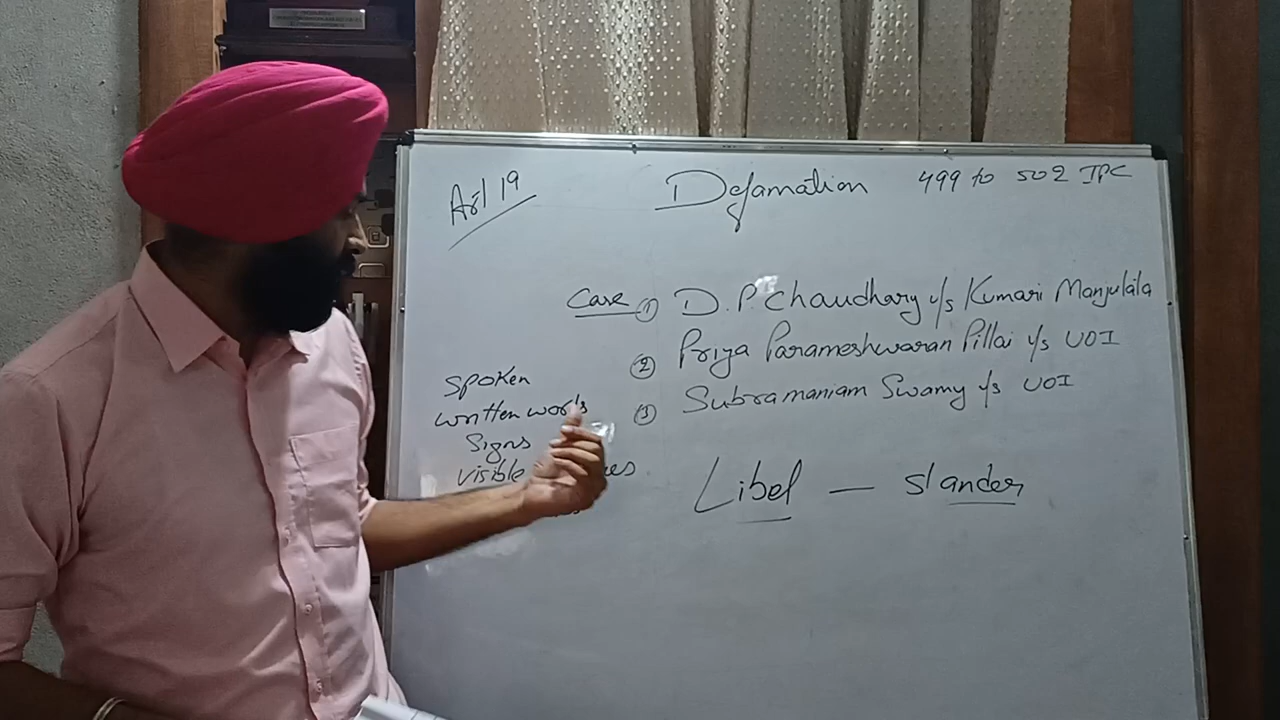 Art 19
Defamation 499 to 502 IPC
Case ① D.P.Chaudhary v/s Kumari Manjulala
② Priya Parameshwaran Pillai v/s UOI
③ Subramaniam Swamy v/s UOI
Spoken
written words
Signs
visible
Libel — slander